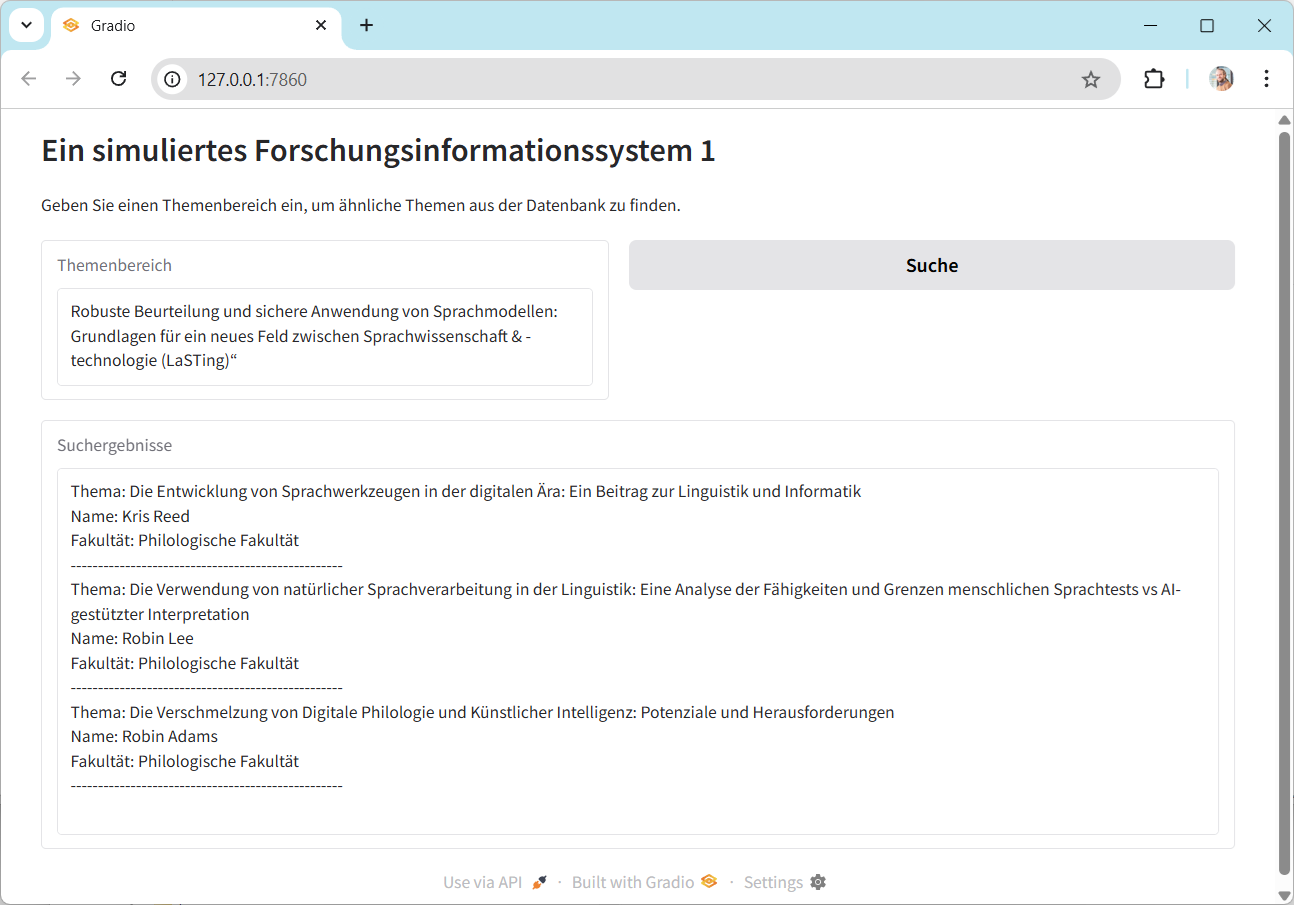 Gradio
127.0.0.1:7860
Ein simuliertes Forschungsinformationssystem 1
Geben Sie einen Themenbereich ein, um ähnliche Themen aus der Datenbank zu finden.
Themenbereich
Robuste Beurteilung und sichere Anwendung von Sprachmodellen:
Grundlagen für ein neues Feld zwischen Sprachwissenschaft & -
technologie (LaSTing)“
Suche
Suchergebnisse
Thema: Die Entwicklung von Sprachwerkzeugen in der digitalen Ära: Ein Beitrag zur Linguistik und Informatik
Name: Kris Reed
Fakultät: Philologische Fakultät
--------------------------------------------------
Thema: Die Verwendung von natürlicher Sprachverarbeitung in der Linguistik: Eine Analyse der Fähigkeiten und Grenzen menschlichen Sprachtests vs AI-
gestützter Interpretation
Name: Robin Lee
Fakultät: Philologische Fakultät
--------------------------------------------------
Thema: Die Verschmelzung von Digitale Philologie und Künstlicher Intelligenz: Potenziale und Herausforderungen
Name: Robin Adams
Fakultät: Philologische Fakultät
--------------------------------------------------
Use via API · Built with Gradio · Settings